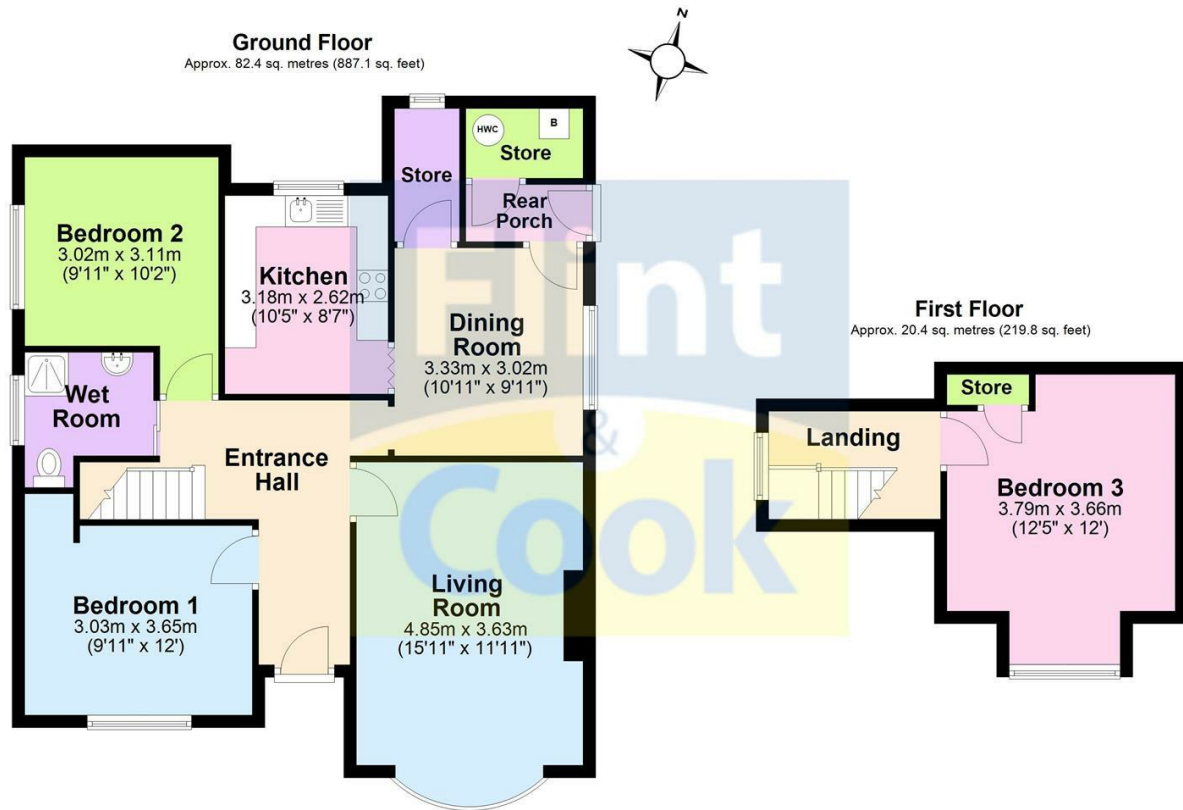 Ground Floor
Approx. 82.4 sq. metres (887.1 sq. feet)
N
HWC
B
Store
Store
Rear
Porch
Bedroom 2
3.02m x 3.11m
(9'11" x 10'2")
Kitchen
3.18m x 2.62m
(10'5" x 8'7")
Dining
Room
3.33m x 3.02m
(10'11" x 9'11")
Wet
Room
Entrance
Hall
Bedroom 1
3.03m x 3.65m
(9'11" x 12')
Living
Room
4.85m x 3.63m
(15'11" x 11'11")
Flint
&
Cook
First Floor
Approx. 20.4 sq. metres (219.8 sq. feet)
Store
Landing
Bedroom 3
3.79m x 3.66m
(12'5" x 12')